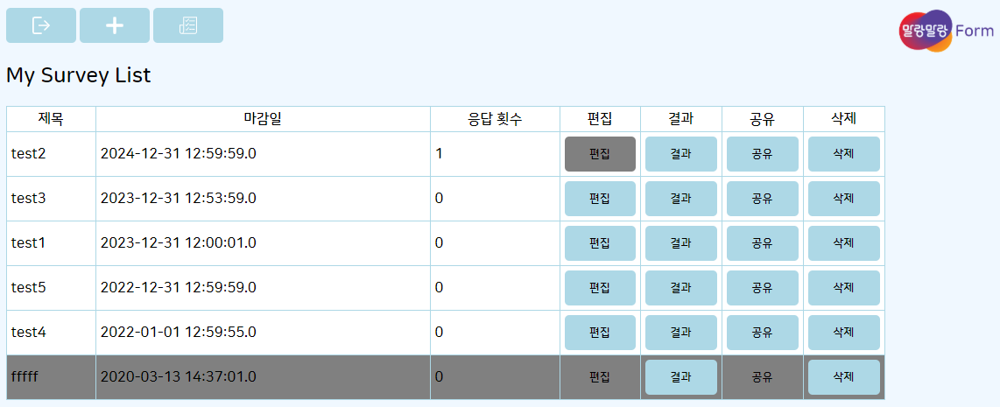 말랑말랑 Form
My Survey List
제목 마감일 응답 횟수 편집 결과 공유 삭제
test2 2024-12-31 12:59:59.0 1 편집 결과 공유 삭제
test3 2023-12-31 12:53:59.0 0 편집 결과 공유 삭제
test1 2023-12-31 12:00:01.0 0 편집 결과 공유 삭제
test5 2022-12-31 12:59:59.0 0 편집 결과 공유 삭제
test4 2022-01-01 12:59:55.0 0 편집 결과 공유 삭제
fffff 2020-03-13 14:37:01.0 0 편집 결과 공유 삭제